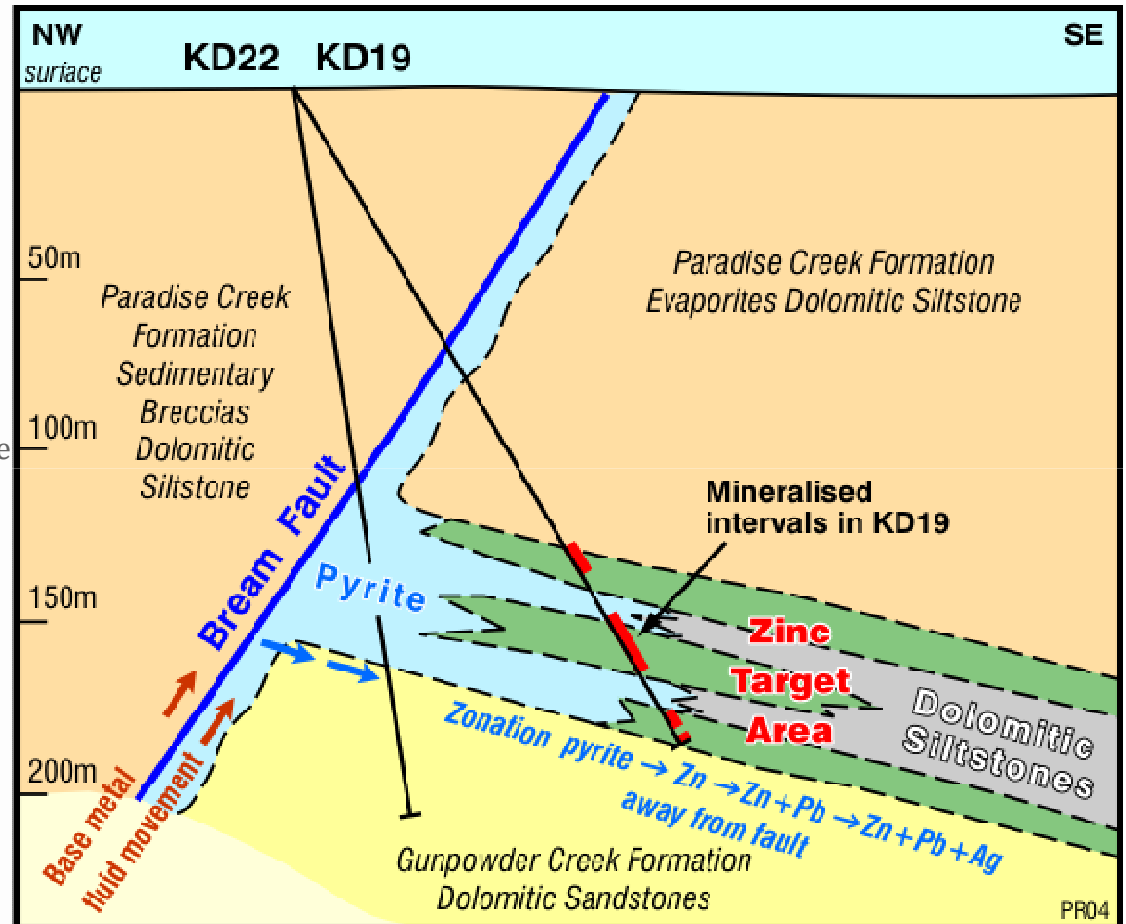 NW
SE
suriace
KD22 KD19
50m
100m
150m
200m
e
Paradise Creek
Formation
Sedimentary
Breccias
Dolomitic
Siltstone
Paradise Creek Formation
Evaporites Dolomitic Siltstone
Bream Fault
Pyrite
Mineralised
intervals in KD19
Zinc
Target
Area
Dolomitic
Siltstones
Zonation pyrite → Zn → Zn+Pb → Zn+Pb+Ag
away from fault
Base metal
fluid movement
Gunpowder Creek Formation
Dolomitic Sandstones
PR04